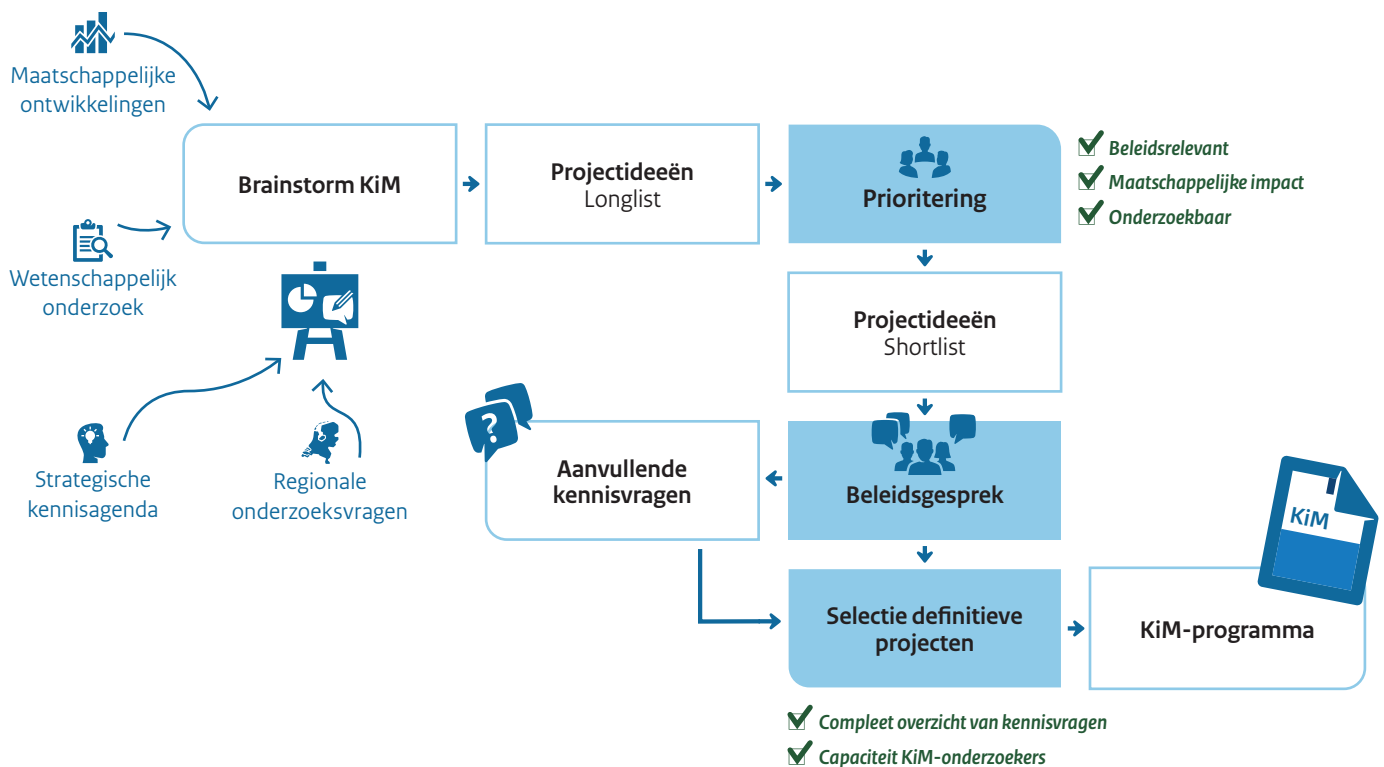 Maatschappelijke
ontwikkelingen
Wetenschappelijk
onderzoek
Strategische
kennisagenda
Regionale
onderzoeksvragen
Brainstorm KiM
Projectideeën
Longlist
Prioritering
Beleidsrelevant
Maatschappelijke impact
Onderzoekbaar
Projectideeën
Shortlist
?
Aanvullende
kennisvragen
Beleidsgesprek
Selectie definitieve
projecten
Compleet overzicht van kennisvragen
Capaciteit KiM-onderzoekers
KiM
KiM-programma